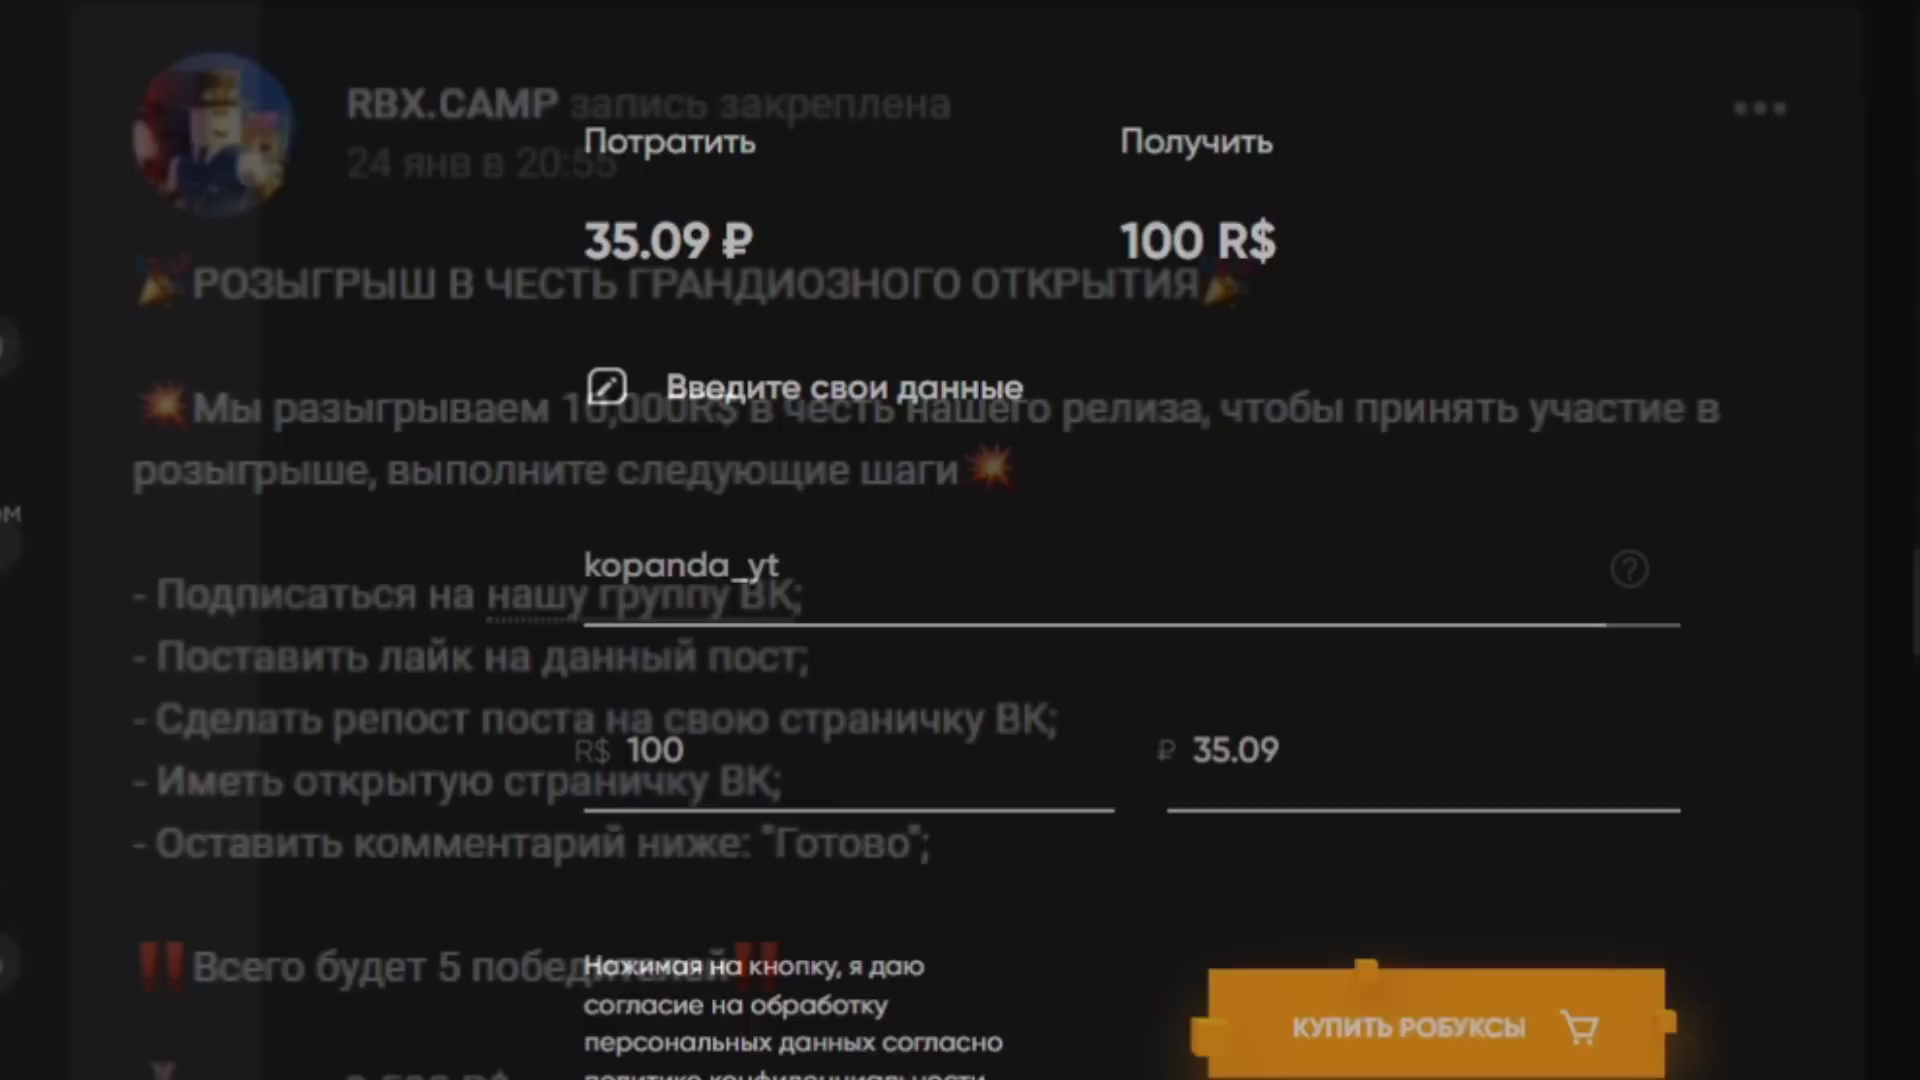 RBX.CAMP запись закреплена
24 янв в 20:55
Потратить
Получить
35.09 ₽
100 R$
🎉РОЗЫГРЫШ В ЧЕСТЬ ГРАНДИОЗНОГО ОТКРЫТИЯ🎉
Введите свои данные
💥Мы разыгрываем 10,000R$ в честь нашего релиза, чтобы принять участие в
розыгрыше, выполните следующие шаги💥
kopanda_yt
- Подписаться на нашу группу ВК;
- Поставить лайк на данный пост;
- Сделать репост поста на свою страничку ВК;
R$ 100
₽ 35.09
- Иметь открытую страничку ВК;
- Оставить комментарий ниже: "Готово";
‼️Всего будет 5 победителей‼️
Нажимая на кнопку, я даю
согласие на обработку
персональных данных согласно
политике конфиденциальности
КУПИТЬ РОБУКСЫ